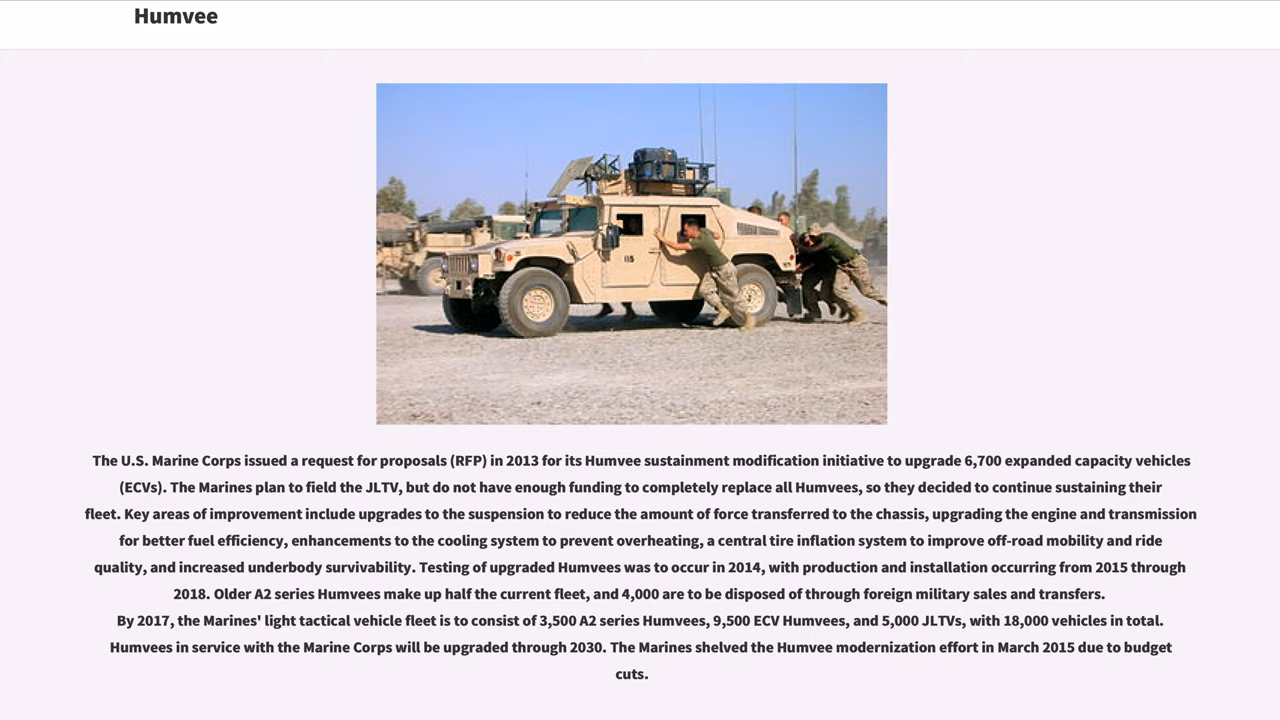 Humvee
115
The U.S. Marine Corps issued a request for proposals (RFP) in 2013 for its Humvee sustainment modification initiative to upgrade 6,700 expanded capacity vehicles
(ECVs). The Marines plan to field the JLTV, but do not have enough funding to completely replace all Humvees, so they decided to continue sustaining their
fleet. Key areas of improvement include upgrades to the suspension to reduce the amount of force transferred to the chassis, upgrading the engine and transmission
for better fuel efficiency, enhancements to the cooling system to prevent overheating, a central tire inflation system to improve off-road mobility and ride
quality, and increased underbody survivability. Testing of upgraded Humvees was to occur in 2014, with production and installation occurring from 2015 through
2018. Older A2 series Humvees make up half the current fleet, and 4,000 are to be disposed of through foreign military sales and transfers.
By 2017, the Marines' light tactical vehicle fleet is to consist of 3,500 A2 series Humvees, 9,500 ECV Humvees, and 5,000 JLTVs, with 18,000 vehicles in total.
Humvees in service with the Marine Corps will be upgraded through 2030. The Marines shelved the Humvee modernization effort in March 2015 due to budget
cuts.